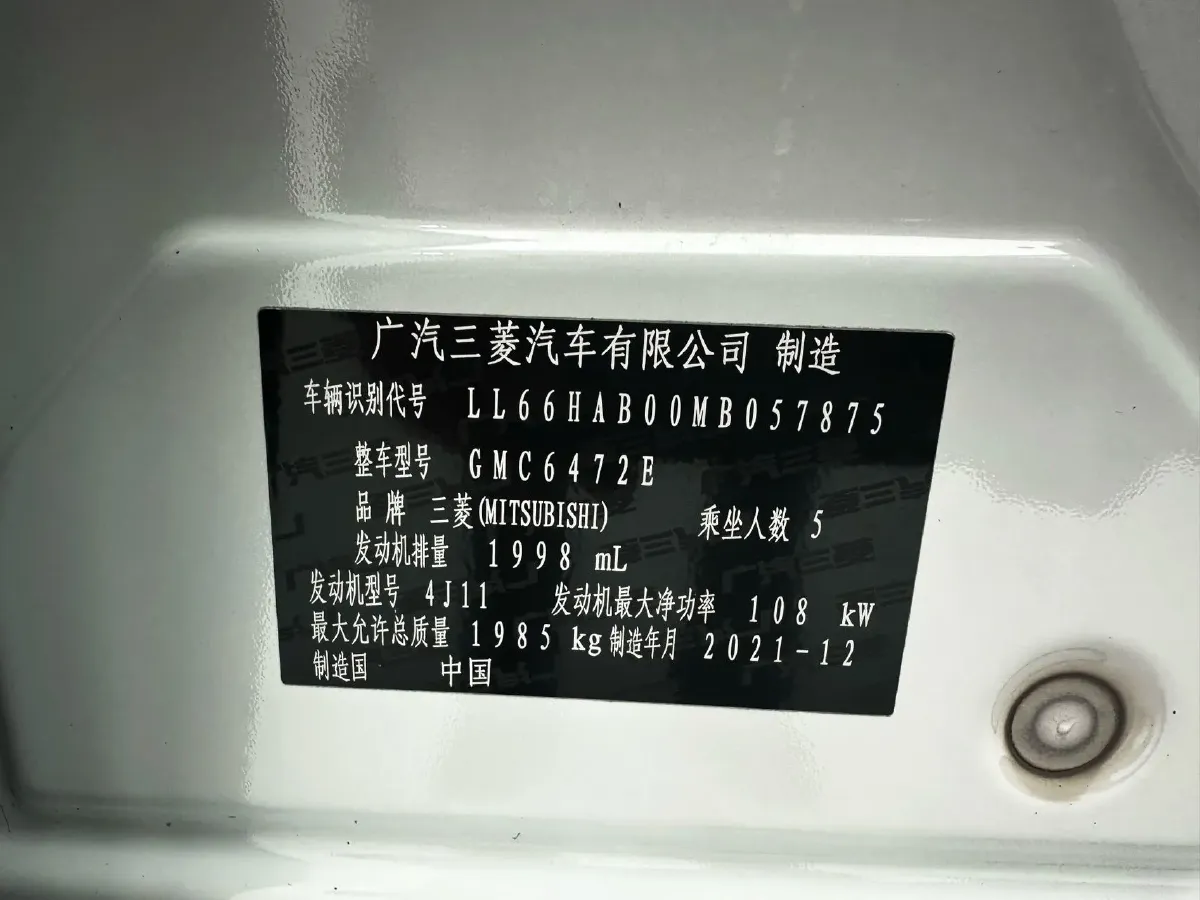 广汽三菱汽车有限公司 制造
车辆识别代号 LL66HAB00MB057875
整车型号 GMC6472E
品牌 三菱(MITSUBISHI) 乘坐人数 5
发动机排量 1998 mL
发动机型号 4J11 发动机最大净功率 108 kW
最大允许总质量 1985 kg 制造年月 2021-12
制造国 中国